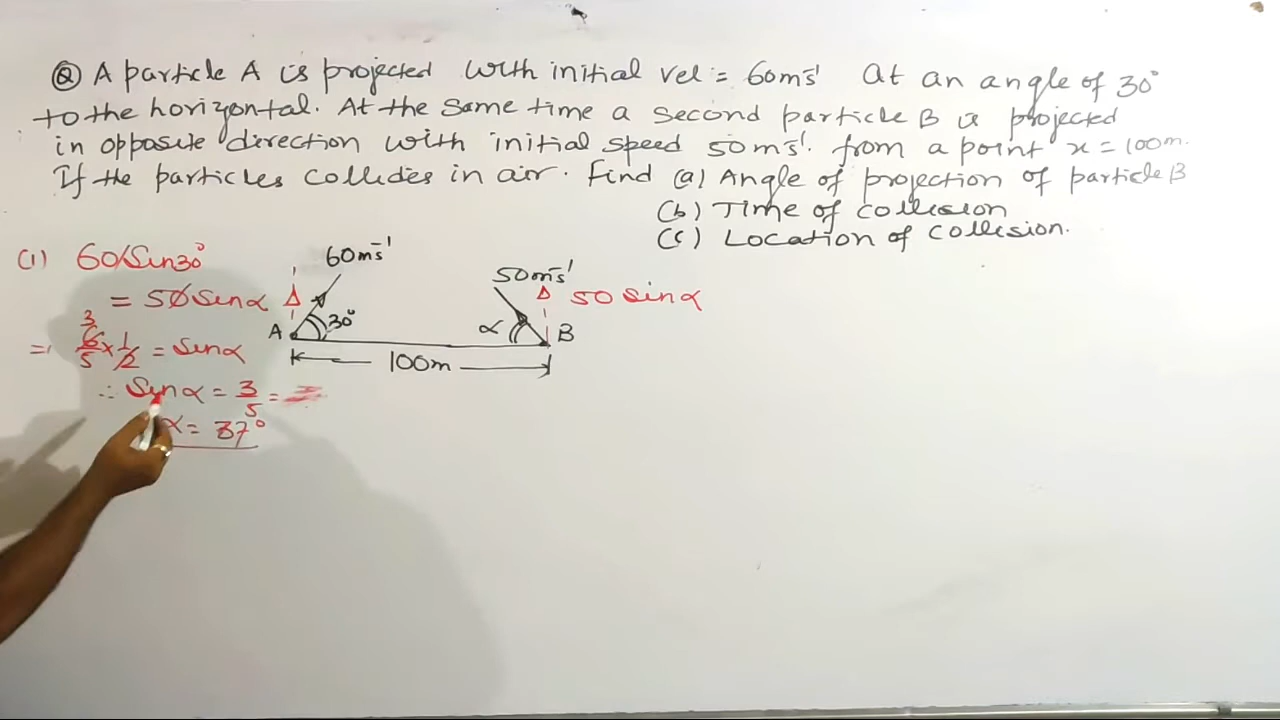 Q A particle A is projected with initial vel = 60ms⁻¹ at an angle of 30°
to the horizontal. At the same time a second particle B is projected
in opposite direction with initial speed 50ms⁻¹. from a point x = 100m.
If the particles collides in air. Find (a) Angle of projection of particle B
(b) Time of collision
(c) Location of collision.
(1) 60 Sin30°
= 50 Sinα
⇒ 3 6/5 × 1/2 = Sinα
∴ Sinα = 3/5 =
α = 37°
60ms⁻¹
50ms⁻¹
50 sinα
A 30°
α B
100m